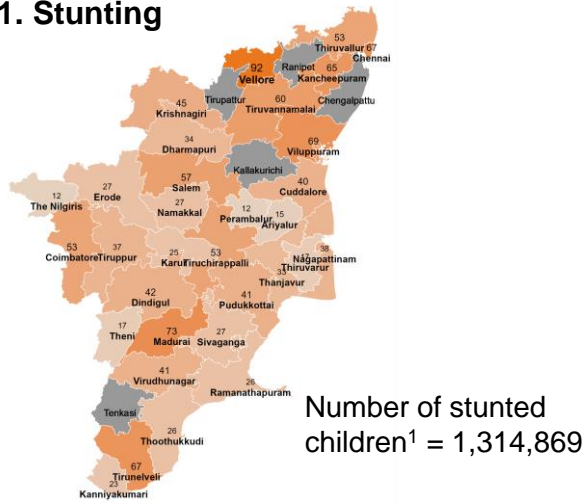 1. Stunting
53
Thiruvallur
67
Chennai
92
Vellore
Ranipet
65
Kancheepuram
Tirupattur
60
Tiruvannamalai
Chengalpattu
45
Krishnagiri
34
Dharmapuri
69
Viluppuram
Kallakurichi
57
Salem
40
Cuddalore
12
The Nilgiris
27
Erode
27
Namakkal
12
Perambalur
15
Ariyalur
53
Coimbatore
37
Tiruppur
25
Karur
53
Tiruchirappalli
38
Nagapattinam
Thiruvarur
33
Thanjavur
42
Dindigul
41
Pudukkottai
17
Theni
73
Madurai
27
Sivaganga
41
Virudhunagar
26
Ramanathapuram
Tenkasi
26
Thoothukkudi
67
Tirunelveli
23
Kanniyakumari
Number of stunted
children¹ = 1,314,869